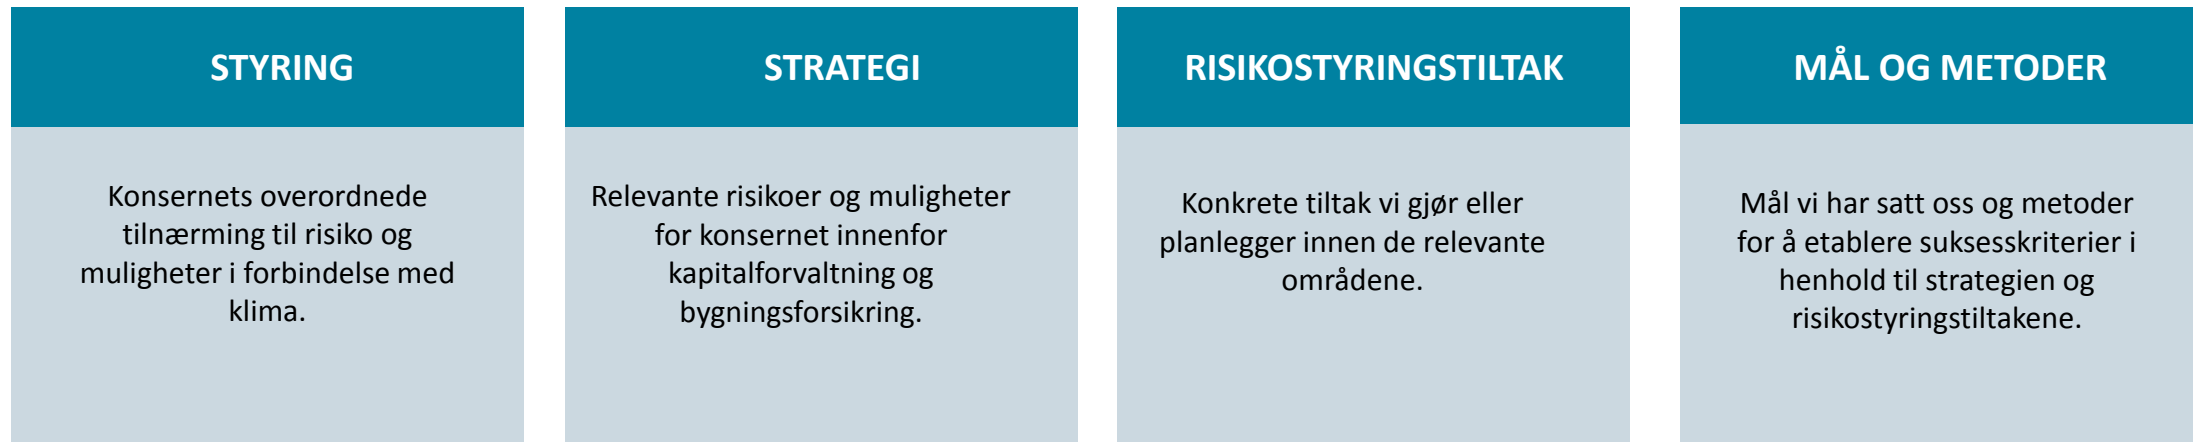 STYRING
Konsernets overordnede
tilnærming til risiko og
muligheter i forbindelse med
klima.
STRATEGI
Relevante risikoer og muligheter
for konsernet innenfor
kapitalforvaltning og
bygningsforsikring.
RISIKOSTYRINGSTILTAK
Konkrete tiltak vi gjør eller
planlegger innen de relevante
områdene.
MÅL OG METODER
Mål vi har satt oss og metoder
for å etablere suksesskriterier i
henhold til strategien og
risikostyringstiltakene.